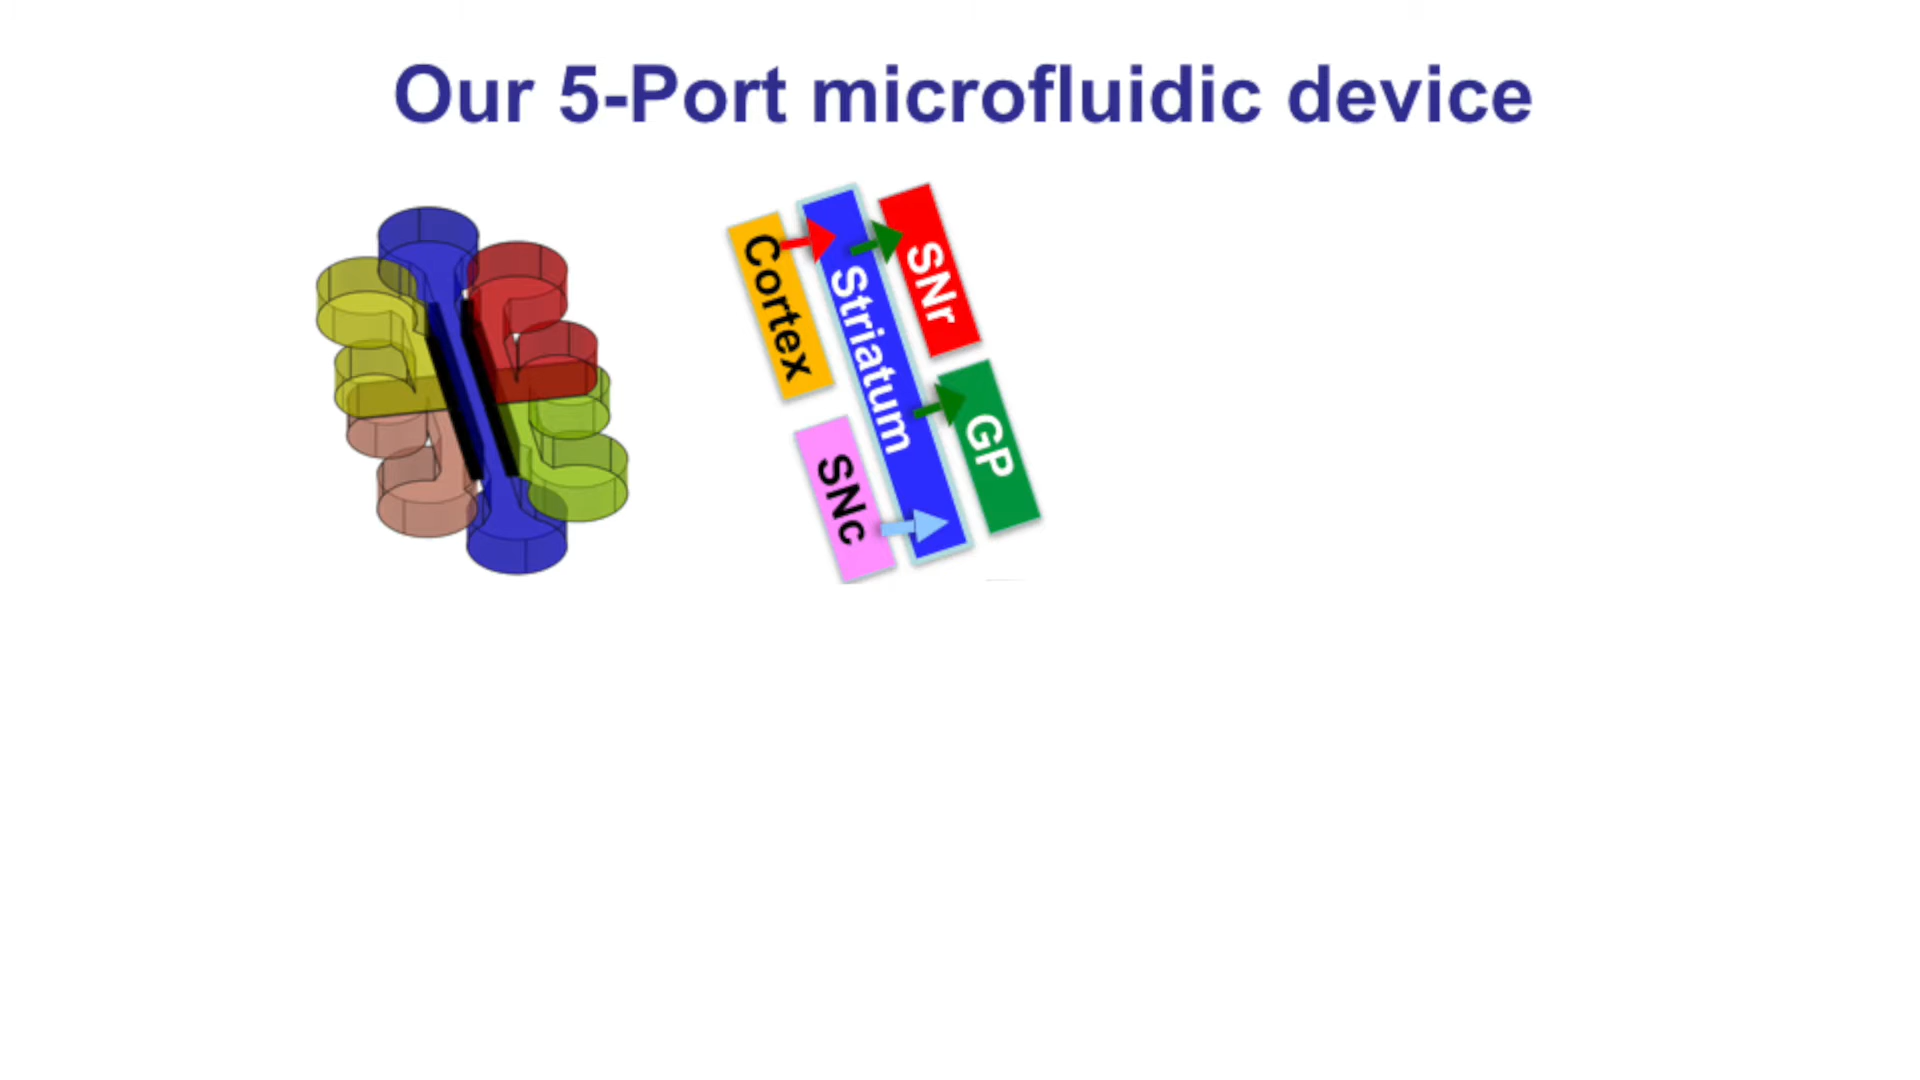 Our 5-Port microfluidic device
Cortex
Striatum
SNr
GP
SNc